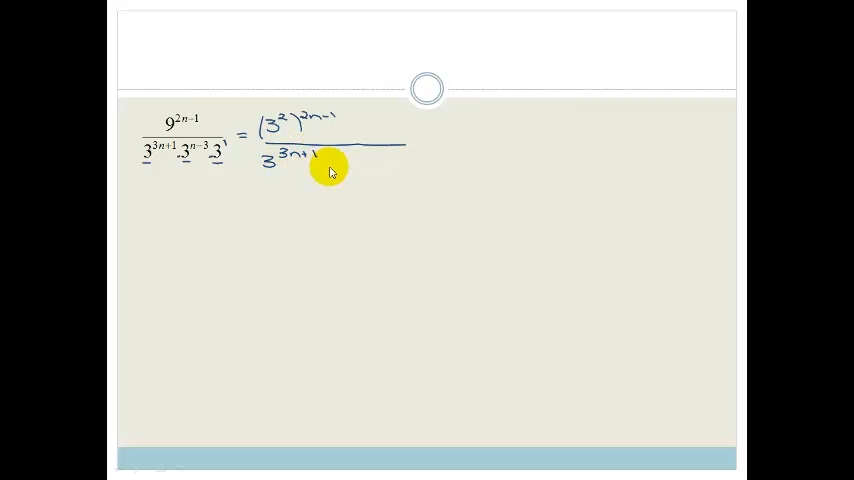 9^{2n−1} / (3^{3n+1} . 3^{n−3} . 3^1) = (3^2)^{2n−1} / 3^{3n+1}